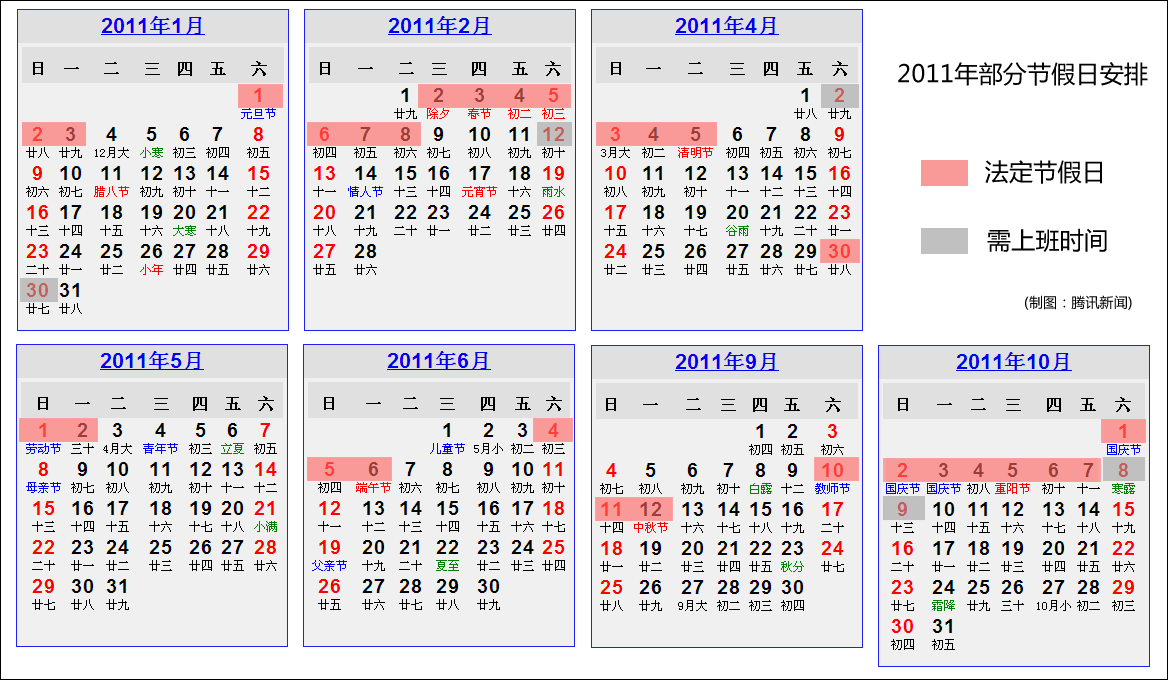 2011年1月
日 一 二 三 四 五 六
1
元旦节
2 3 4 5 6 7 8
廿八 廿九 12月大 小寒 初三 初四 初五
9 10 11 12 13 14 15
初六 初七 腊八节 初九 初十 十一 十二
16 17 18 19 20 21 22
十三 十四 十五 十六 大寒 十八 十九
23 24 25 26 27 28 29
二十 廿一 廿二 小年 廿四 廿五 廿六
30 31
廿七 廿八
2011年2月
日 一 二 三 四 五 六
1 2 3 4 5
廿九 除夕 春节 初二 初三
6 7 8 9 10 11 12
初四 初五 初六 初七 初八 初九 初十
13 14 15 16 17 18 19
十一 情人节 十三 十四 元宵节 十六 雨水
20 21 22 23 24 25 26
十八 十九 二十 廿一 廿二 廿三 廿四
27 28
廿五 廿六
2011年4月
日 一 二 三 四 五 六
1 2
廿八 廿九
3 4 5 6 7 8 9
3月大 初二 清明节 初四 初五 初六 初七
10 11 12 13 14 15 16
初八 初九 初十 十一 十二 十三 十四
17 18 19 20 21 22 23
十五 十六 十七 谷雨 十九 二十 廿一
24 25 26 27 28 29 30
廿二 廿三 廿四 廿五 廿六 廿七 廿八
2011年部分节假日安排
法定节假日
需上班时间
(制图：腾讯新闻)
2011年5月
日 一 二 三 四 五 六
1 2 3 4 5 6 7
劳动节 三十 4月大 青年节 初三 立夏 初五
8 9 10 11 12 13 14
母亲节 初七 初八 初九 初十 十一 十二
15 16 17 18 19 20 21
十三 十四 十五 十六 十七 十八 小满
22 23 24 25 26 27 28
二十 廿一 廿二 廿三 廿四 廿五 廿六
29 30 31
廿七 廿八 廿九
2011年6月
日 一 二 三 四 五 六
1 2 3 4
儿童节 5月小 初二 初三
5 6 7 8 9 10 11
初四 端午节 初六 初七 初八 初九 初十
12 13 14 15 16 17 18
十一 十二 十三 十四 十五 十六 十七
19 20 21 22 23 24 25
父亲节 十九 二十 夏至 廿二 廿三 廿四
26 27 28 29 30
廿五 廿六 廿七 廿八 廿九
2011年9月
日 一 二 三 四 五 六
1 2 3
初四 初五 初六
4 5 6 7 8 9 10
初七 初八 初九 初十 白露 十二 教师节
11 12 13 14 15 16 17
十四 中秋节 十六 十七 十八 十九 二十
18 19 20 21 22 23 24
廿一 廿二 廿三 廿四 廿五 秋分 廿七
25 26 27 28 29 30
廿八 廿九 9月大 初二 初三 初四
2011年10月
日 一 二 三 四 五 六
1
国庆节
2 3 4 5 6 7 8
国庆节 国庆节 初八 重阳节 初十 十一 寒露
9 10 11 12 13 14 15
十三 十四 十五 十六 十七 十八 十九
16 17 18 19 20 21 22
二十 廿一 廿二 廿三 廿四 廿五 廿六
23 24 25 26 27 28 29
廿七 霜降 廿九 三十 10月小 初二 初三
30 31
初四 初五